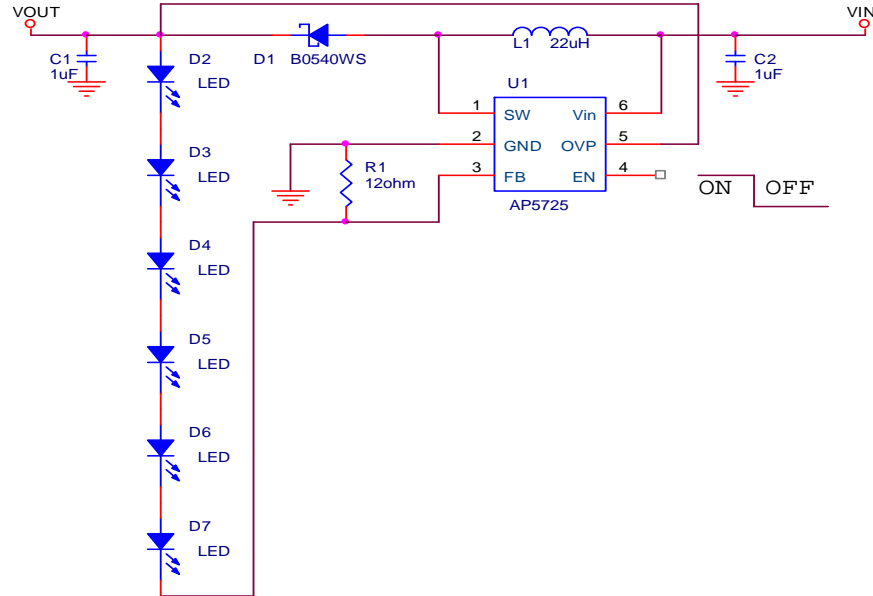 VOUT
VIN
C1
1uF
D2
LED
D1
B0540WS
L1
22uH
C2
1uF
U1
1
SW
Vin
6
2
GND
OVP
5
3
FB
EN
4
AP5725
R1
12ohm
ON
OFF
D3
LED
D4
LED
D5
LED
D6
LED
D7
LED